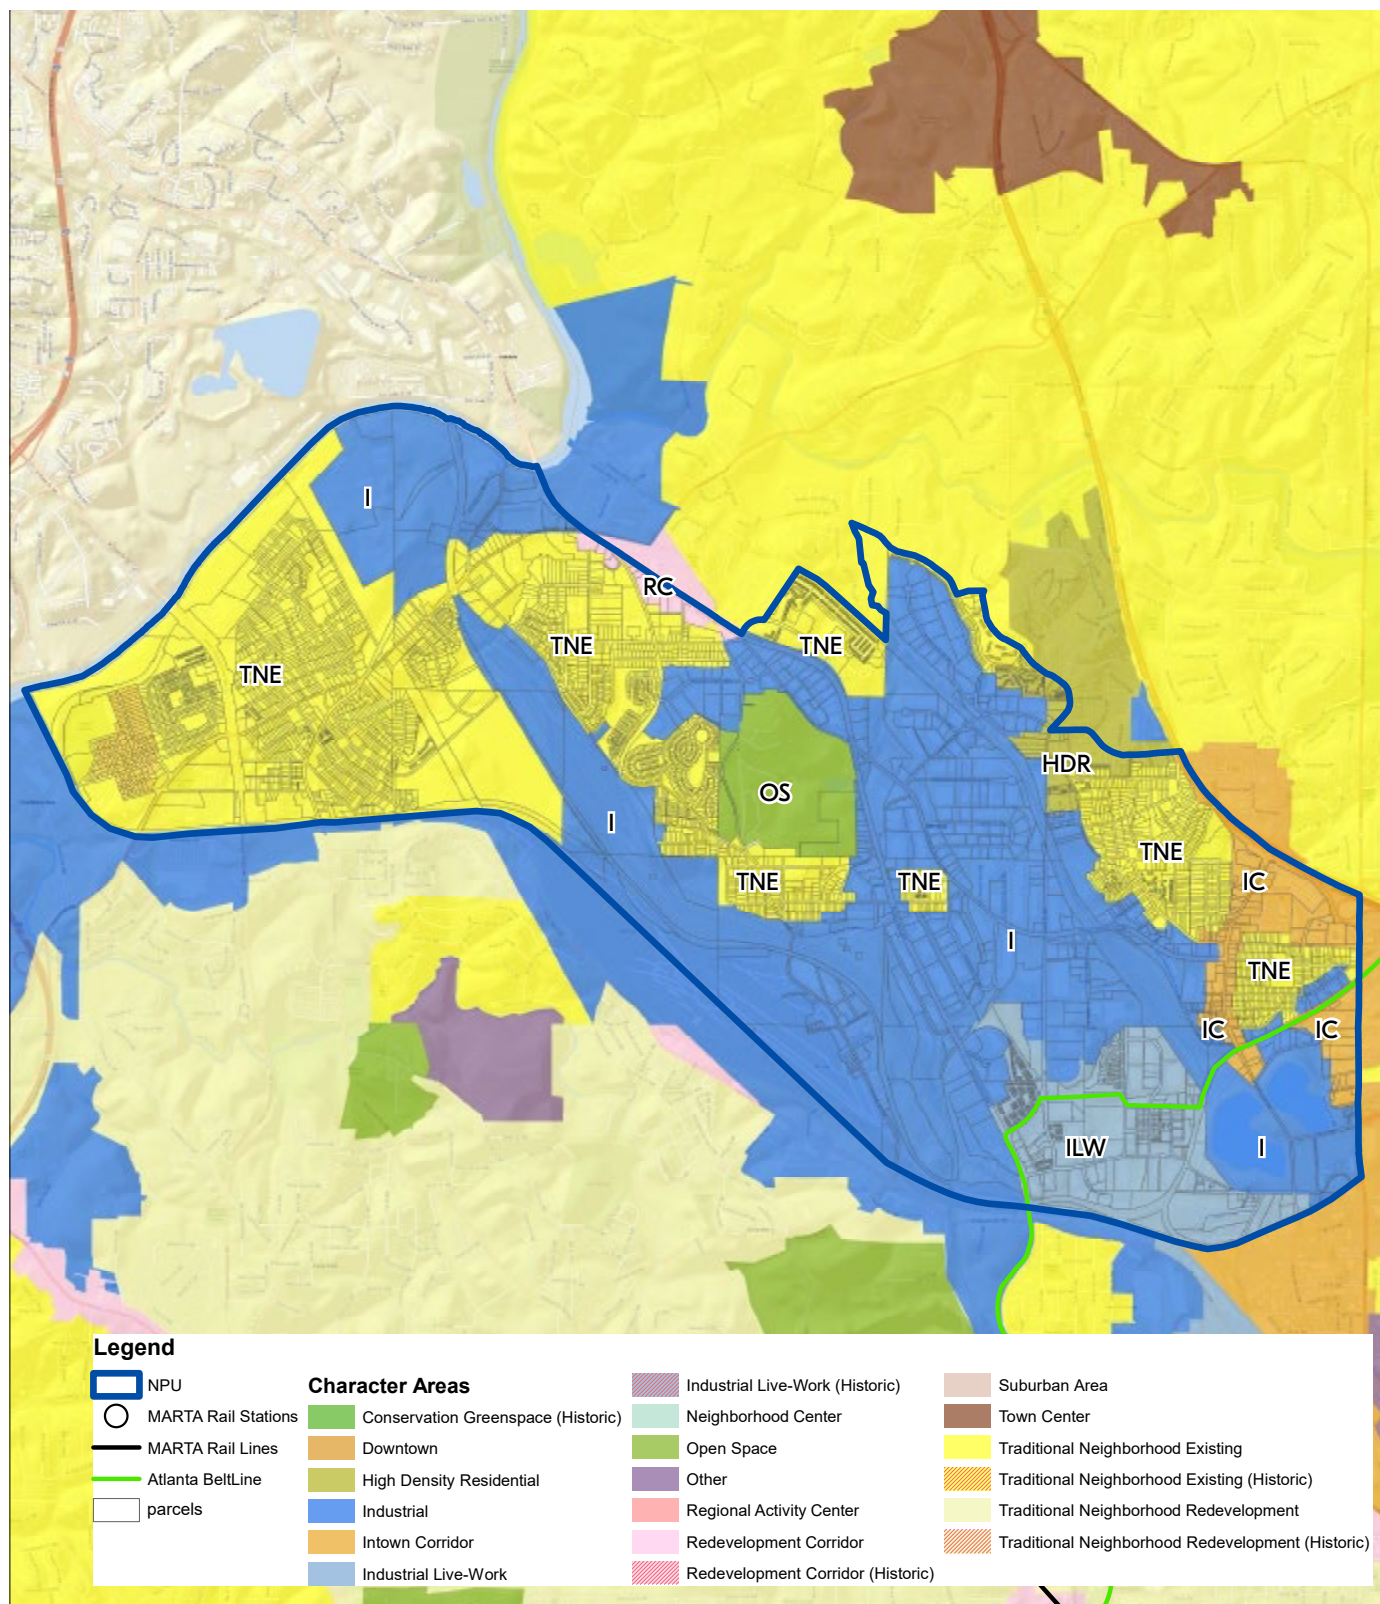 I
RC
TNE
TNE
TNE
HDR
OS
I
TNE
TNE
TNE
IC
I
TNE
IC
IC
ILW
I
Legend
NPU
MARTA Rail Stations
MARTA Rail Lines
Atlanta BeltLine
parcels
Character Areas
Conservation Greenspace (Historic)
Downtown
High Density Residential
Industrial
Intown Corridor
Industrial Live-Work
Industrial Live-Work (Historic)
Neighborhood Center
Open Space
Other
Regional Activity Center
Redevelopment Corridor
Redevelopment Corridor (Historic)
Suburban Area
Town Center
Traditional Neighborhood Existing
Traditional Neighborhood Existing (Historic)
Traditional Neighborhood Redevelopment
Traditional Neighborhood Redevelopment (Historic)